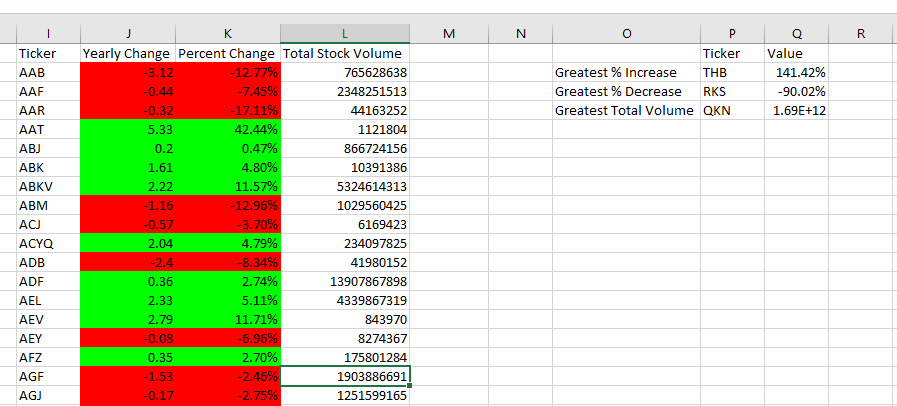 I J K L M N O P Q R
Ticker Yearly Change Percent Change Total Stock Volume Ticker Value
AAB -3.12 -12.77% 765628638 Greatest % Increase THB 141.42%
AAF -0.44 -7.45% 2348251513 Greatest % Decrease RKS -90.02%
AAR -0.32 -17.11% 44163252 Greatest Total Volume QKN 1.69E+12
AAT 5.33 42.44% 1121804
ABJ 0.2 0.47% 866724156
ABK 1.61 4.80% 10391386
ABKV 2.22 11.57% 5324614313
ABM -1.16 -12.96% 1029560425
ACJ -0.57 -3.70% 6169423
ACYQ 2.04 4.79% 234097825
ADB -2.4 -8.34% 41980152
ADF 0.36 2.74% 13907867898
AEL 2.33 5.11% 4339867319
AEV 2.79 11.71% 843970
AEY -0.03 -6.96% 8274367
AFZ 0.35 2.70% 175801284
AGF -1.53 -2.46% 1903886691
AGJ -0.17 -2.75% 1251599165